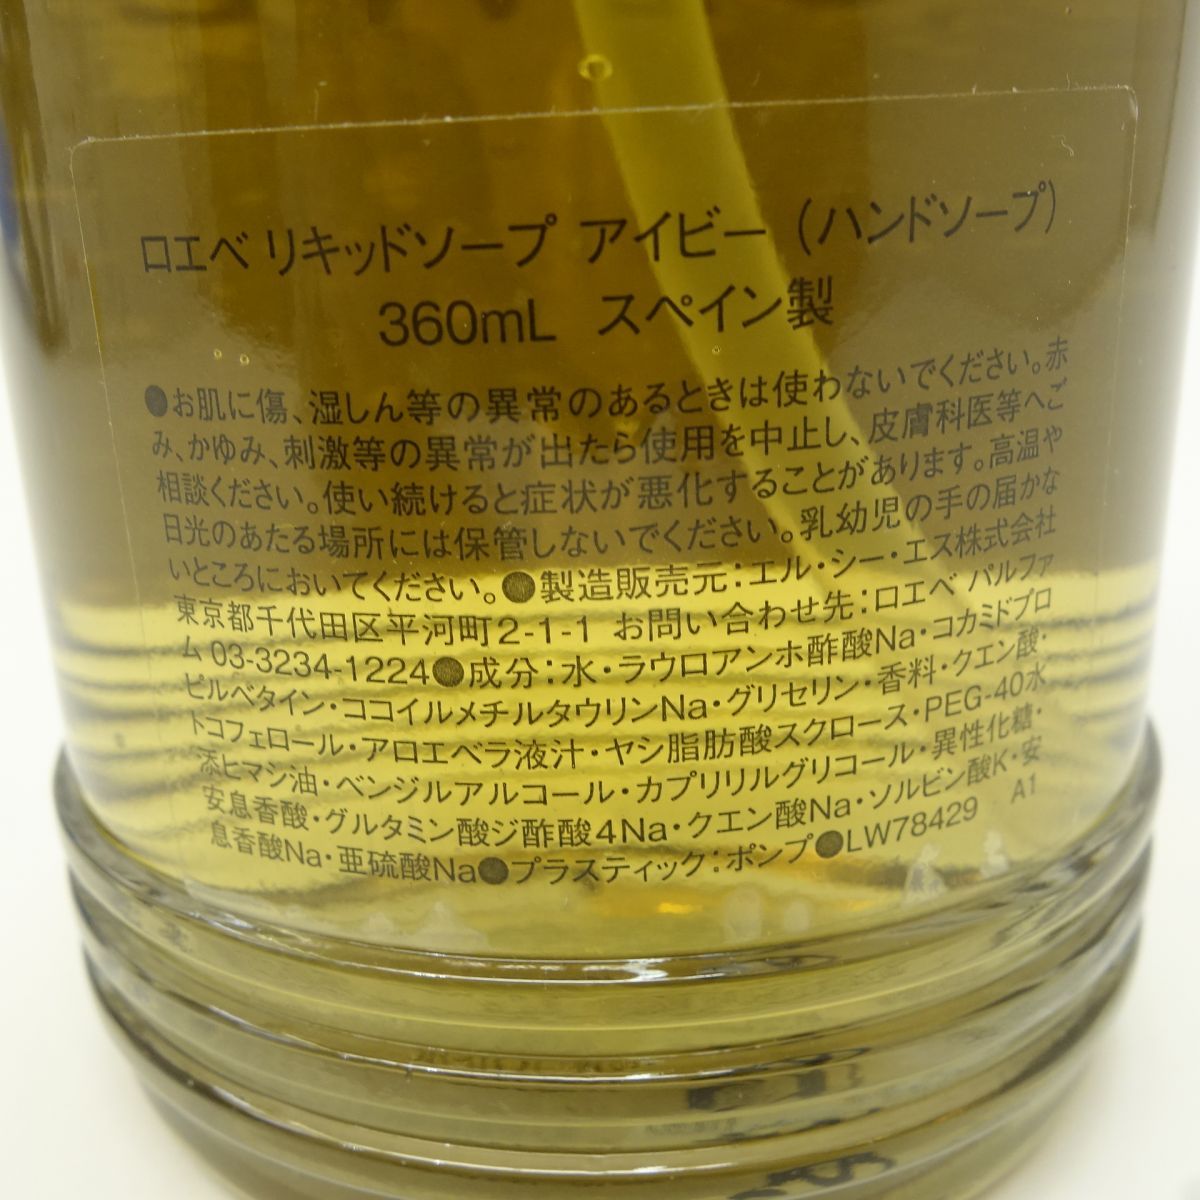 ロエベ リキッドソープ アイビー（ハンドソープ）
360mL スペイン製
●お肌に傷、湿しん等の異常のあるときは使わないでください。赤
み、かゆみ、刺激等の異常が出たら使用を中止し、皮膚科医等へご
相談ください。使い続けると症状が悪化することがあります。高温や
日光のあたる場所には保管しないでください。乳幼児の手の届かな
いところにおいてください。●製造販売元：エル・シー・エス株式会社
東京都千代田区平河町2-1-1 お問い合わせ先：ロエベ パルファ
ム 03-3234-1224●成分：水・ラウロアンホ酢酸Na・コカミドプロ
ピルベタイン・ココイルメチルタウリンNa・グリセリン・香料・クエン酸・
トコフェロール・アロエベラ液汁・ヤシ脂肪酸スクロース・PEG-40水
添ヒマシ油・ベンジルアルコール・カプリリルグリコール・異性化糖・
安息香酸・グルタミン酸ジ酢酸4Na・クエン酸Na・ソルビン酸K・安
息香酸Na・亜硫酸Na●プラスティック：ポンプ●LW78429 A1